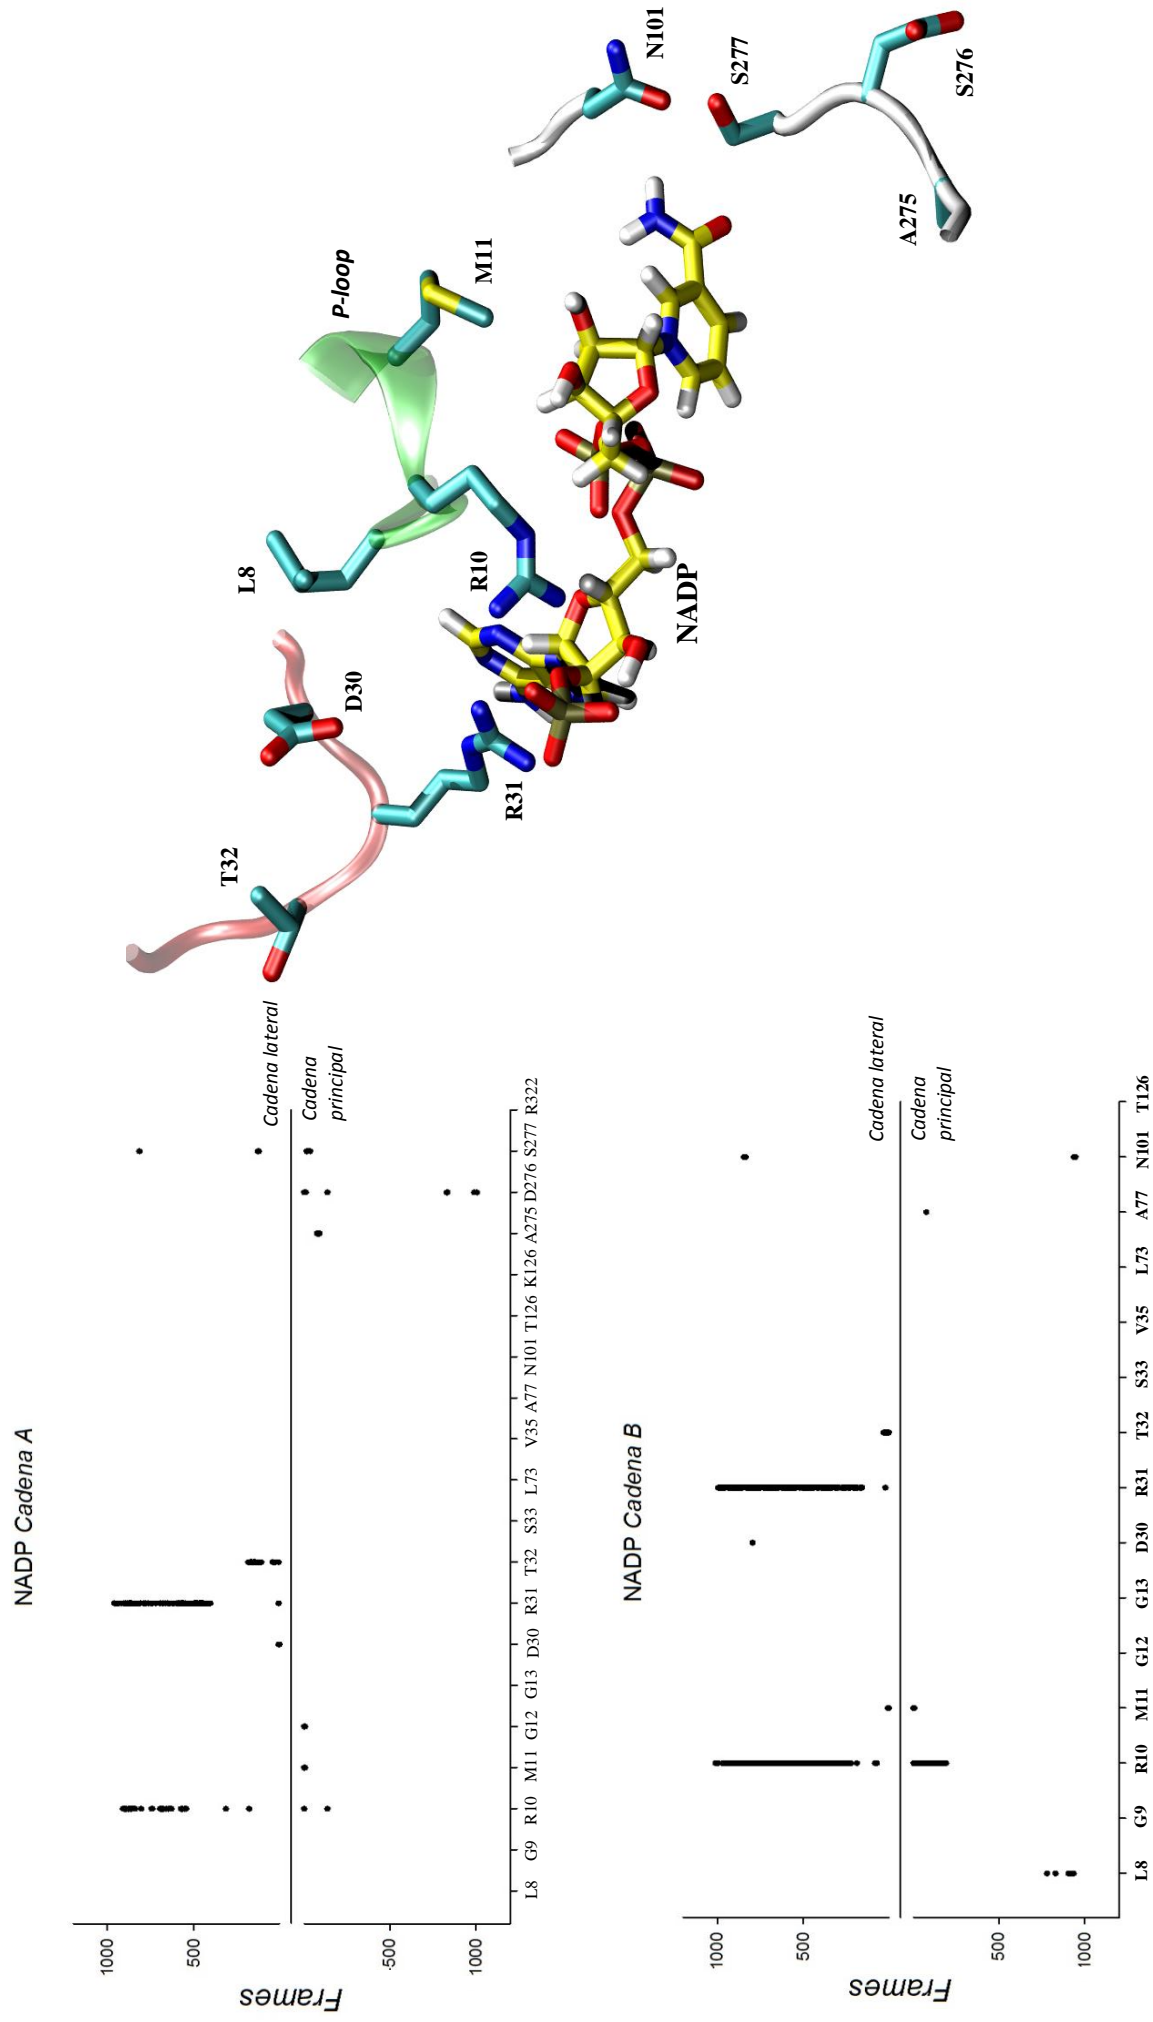 NADP Cadena A
Frames
1000
500
-500
-1000
Cadena lateral
Cadena
principal
L8 G9 R10 M11 G12 G13 D30 R31 T32 S33 L73 V35 A77 N101 T126 K126 A275 D276 S277 R322
NADP Cadena B
Frames
1000
500
500
1000
Cadena lateral
Cadena
principal
L8 G9 R10 M11 G12 G13 D30 R31 T32 S33 V35 L73 A77 N101 T126
T32
D30
L8
P-loop
R31
R10
M11
N101
NADP
S277
A275
S276